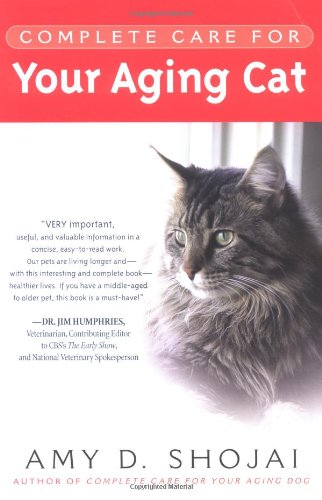 COMPLETE CARE FOR
Your Aging Cat
"VERY important,
useful, and valuable information in a
concise, easy-to-read work.
Our pets are living longer and—
with this interesting and complete book—
healthier lives. If you have a middle-aged
to older pet, this book is a must-have!"
—DR. JIM HUMPHRIES,
Veterinarian, Contributing Editor
to CBS's The Early Show,
and National Veterinary Spokesperson
AMY D. SHOJAI
AUTHOR OF COMPLETE CARE FOR YOUR AGING DOG